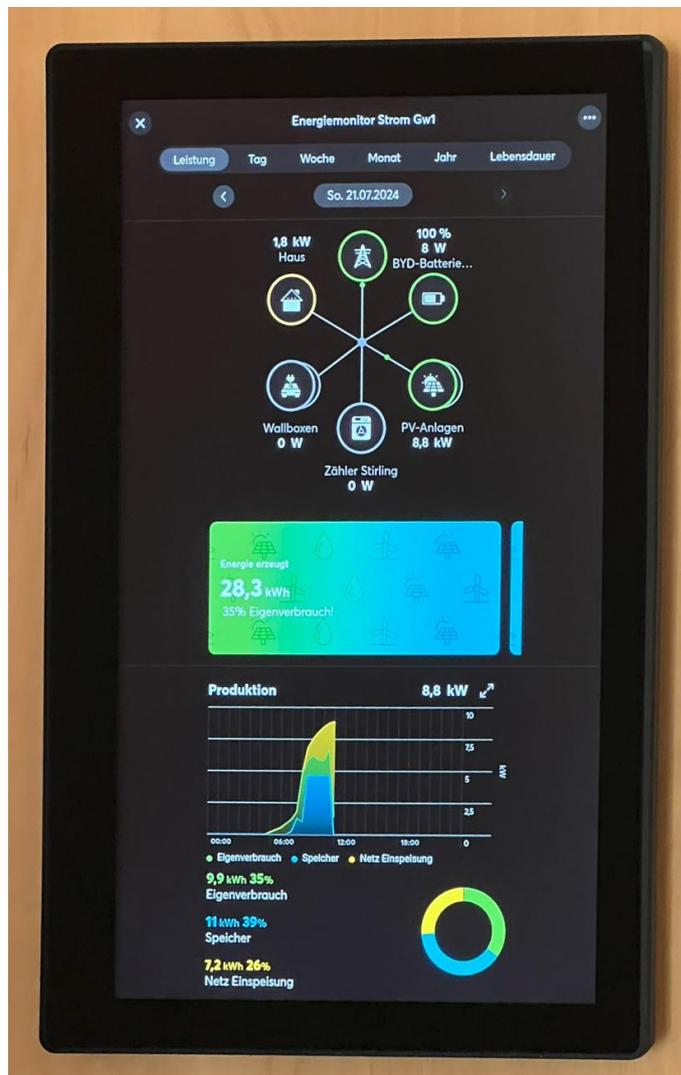 Energiemonitor Strom Gw1
Leistung Tag Woche Monat Jahr Lebensdauer
So. 21.07.2024
1,8 kW
Haus
100 %
8 W
BYD-Batterie...
Wallboxen
0 W
PV-Anlagen
8,8 kW
Zähler Stirling
0 W
Energie erzeugt
28,3 kWh
35% Eigenverbrauch!
Produktion 8,8 kW
10
7,5
5
2,5
0
kW
00:00 06:00 12:00 18:00
Eigenverbrauch Speicher Netz Einspeisung
9,9 kWh 35%
Eigenverbrauch
11 kWh 39%
Speicher
7,2 kWh 26%
Netz Einspeisung